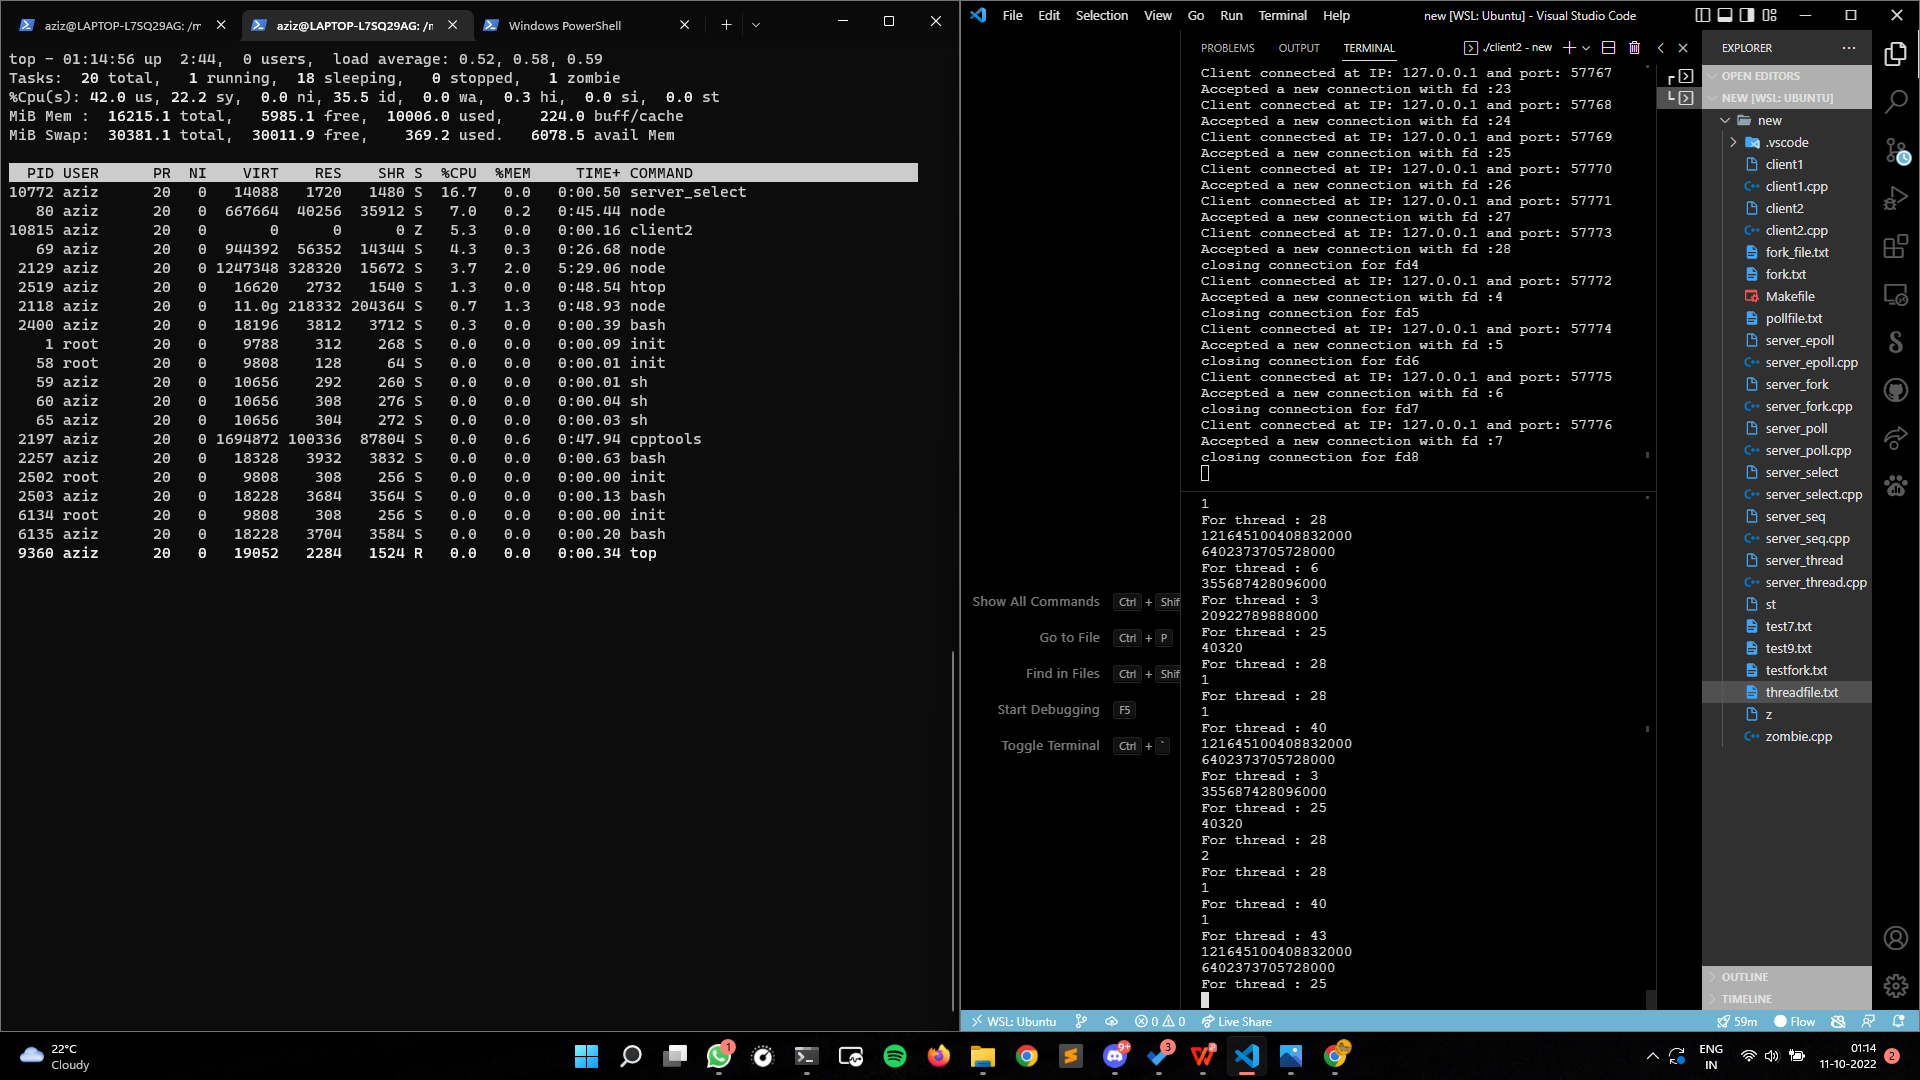 aziz@LAPTOP-L7SQ29AG: /m
aziz@LAPTOP-L7SQ29AG: /r
Windows PowerShell
top - 01:14:56 up  2:44,  0 users,  load average: 0.52, 0.58, 0.59
Tasks:  20 total,   1 running,  18 sleeping,   0 stopped,   1 zombie
%Cpu(s): 42.0 us, 22.2 sy,  0.0 ni, 35.5 id,  0.0 wa,  0.3 hi,  0.0 si,  0.0 st
MiB Mem :  16215.1 total,   5985.1 free,  10006.0 used,    224.0 buff/cache
MiB Swap:  30381.1 total,  30011.9 free,    369.2 used.   6078.5 avail Mem
PID USER PR NI VIRT RES SHR S %CPU %MEM TIME+ COMMAND
10772 aziz 20 0 14088 1720 1480 S 16.7 0.0 0:00.50 server_select
80 aziz 20 0 667664 40256 35912 S 7.0 0.2 0:45.44 node
10815 aziz 20 0 0 0 0 Z 5.3 0.0 0:00.16 client2
69 aziz 20 0 944392 56352 14344 S 4.3 0.3 0:26.68 node
2129 aziz 20 0 1247348 328320 15672 S 3.7 2.0 5:29.06 node
2519 aziz 20 0 16620 2732 1540 S 1.3 0.0 0:48.54 htop
2118 aziz 20 0 11.0g 218332 204364 S 0.7 1.3 0:48.93 node
2400 aziz 20 0 18196 3812 3712 S 0.3 0.0 0:00.39 bash
1 root 20 0 9788 312 268 S 0.0 0.0 0:00.09 init
58 root 20 0 9808 128 64 S 0.0 0.0 0:00.01 init
59 aziz 20 0 10656 292 260 S 0.0 0.0 0:00.01 sh
60 aziz 20 0 10656 308 276 S 0.0 0.0 0:00.04 sh
65 aziz 20 0 10656 304 272 S 0.0 0.0 0:00.03 sh
2197 aziz 20 0 1694872 100336 87804 S 0.0 0.6 0:47.94 cpptools
2257 aziz 20 0 18328 3932 3832 S 0.0 0.0 0:00.63 bash
2502 root 20 0 9808 308 256 S 0.0 0.0 0:00.00 init
2503 aziz 20 0 18228 3684 3564 S 0.0 0.0 0:00.13 bash
6134 root 20 0 9808 308 256 S 0.0 0.0 0:00.00 init
6135 aziz 20 0 18228 3704 3584 S 0.0 0.0 0:00.20 bash
9360 aziz 20 0 19052 2284 1524 R 0.0 0.0 0:00.34 top
File Edit Selection View Go Run Terminal Help
new [WSL: Ubuntu] - Visual Studio Code
Show All Commands Ctrl + Shif
Go to File Ctrl + P
Find in Files Ctrl + Shif
Start Debugging F5
Toggle Terminal Ctrl + `
PROBLEMS OUTPUT TERMINAL
./client2 - new
Client connected at IP: 127.0.0.1 and port: 57767
Accepted a new connection with fd :23
Client connected at IP: 127.0.0.1 and port: 57768
Accepted a new connection with fd :24
Client connected at IP: 127.0.0.1 and port: 57769
Accepted a new connection with fd :25
Client connected at IP: 127.0.0.1 and port: 57770
Accepted a new connection with fd :26
Client connected at IP: 127.0.0.1 and port: 57771
Accepted a new connection with fd :27
Client connected at IP: 127.0.0.1 and port: 57773
Accepted a new connection with fd :28
closing connection for fd4
Client connected at IP: 127.0.0.1 and port: 57772
Accepted a new connection with fd :4
closing connection for fd5
Client connected at IP: 127.0.0.1 and port: 57774
Accepted a new connection with fd :5
closing connection for fd6
Client connected at IP: 127.0.0.1 and port: 57775
Accepted a new connection with fd :6
closing connection for fd7
Client connected at IP: 127.0.0.1 and port: 57776
Accepted a new connection with fd :7
closing connection for fd8
1
For thread : 28
121645100408832000
6402373705728000
For thread : 6
355687428096000
For thread : 3
20922789888000
For thread : 25
40320
For thread : 28
1
For thread : 28
1
For thread : 40
121645100408832000
6402373705728000
For thread : 3
355687428096000
For thread : 25
40320
For thread : 28
2
For thread : 28
1
For thread : 40
1
For thread : 43
121645100408832000
6402373705728000
For thread : 25
EXPLORER
OPEN EDITORS
NEW [WSL: UBUNTU]
new
.vscode
client1
client1.cpp
client2
client2.cpp
fork_file.txt
fork.txt
Makefile
pollfile.txt
server_epoll
server_epoll.cpp
server_fork
server_fork.cpp
server_poll
server_poll.cpp
server_select
server_select.cpp
server_seq
server_seq.cpp
server_thread
server_thread.cpp
st
test7.txt
test9.txt
testfork.txt
threadfile.txt
z
zombie.cpp
OUTLINE
TIMELINE
WSL: Ubuntu 0 0 Live Share 59m Flow
22°C
Cloudy
1
9+
3
ENG
IN
01:14
11-10-2022
2